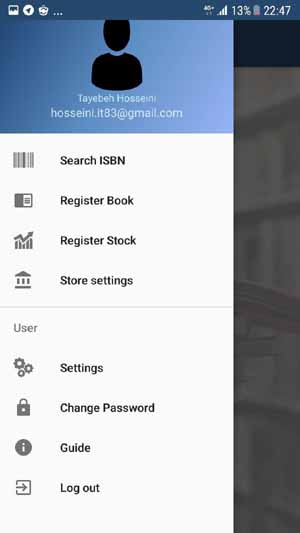 ... 4G+ 13% 22:47
Tayebeh Hosseini
hosseini.it83@gmail.com
Search ISBN
Register Book
Register Stock
Store settings
User
Settings
Change Password
Guide
Log out